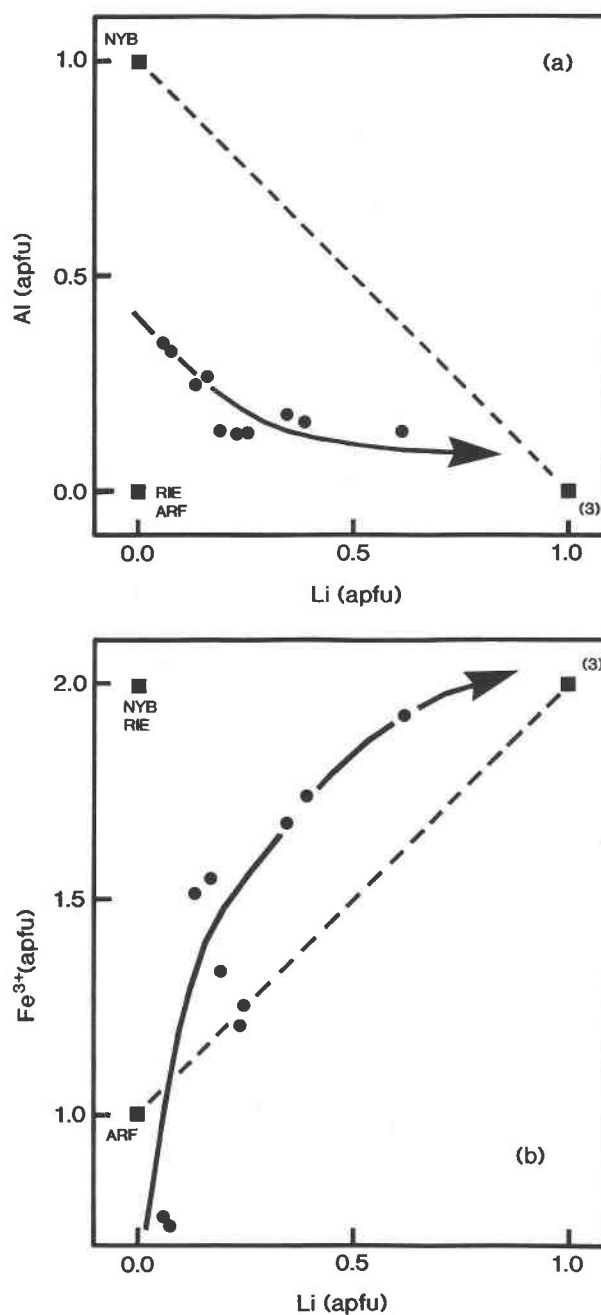 NYB
(a)
1.0
Al (apfu)
0.5
0.0
RIE
ARF
(3)
0.0
0.5
1.0
Li (apfu)
(3)
2.0
NYB
RIE
1.5
Fe³⁺(apfu)
1.0
ARF
(b)
0.0
0.5
1.0
Li (apfu)